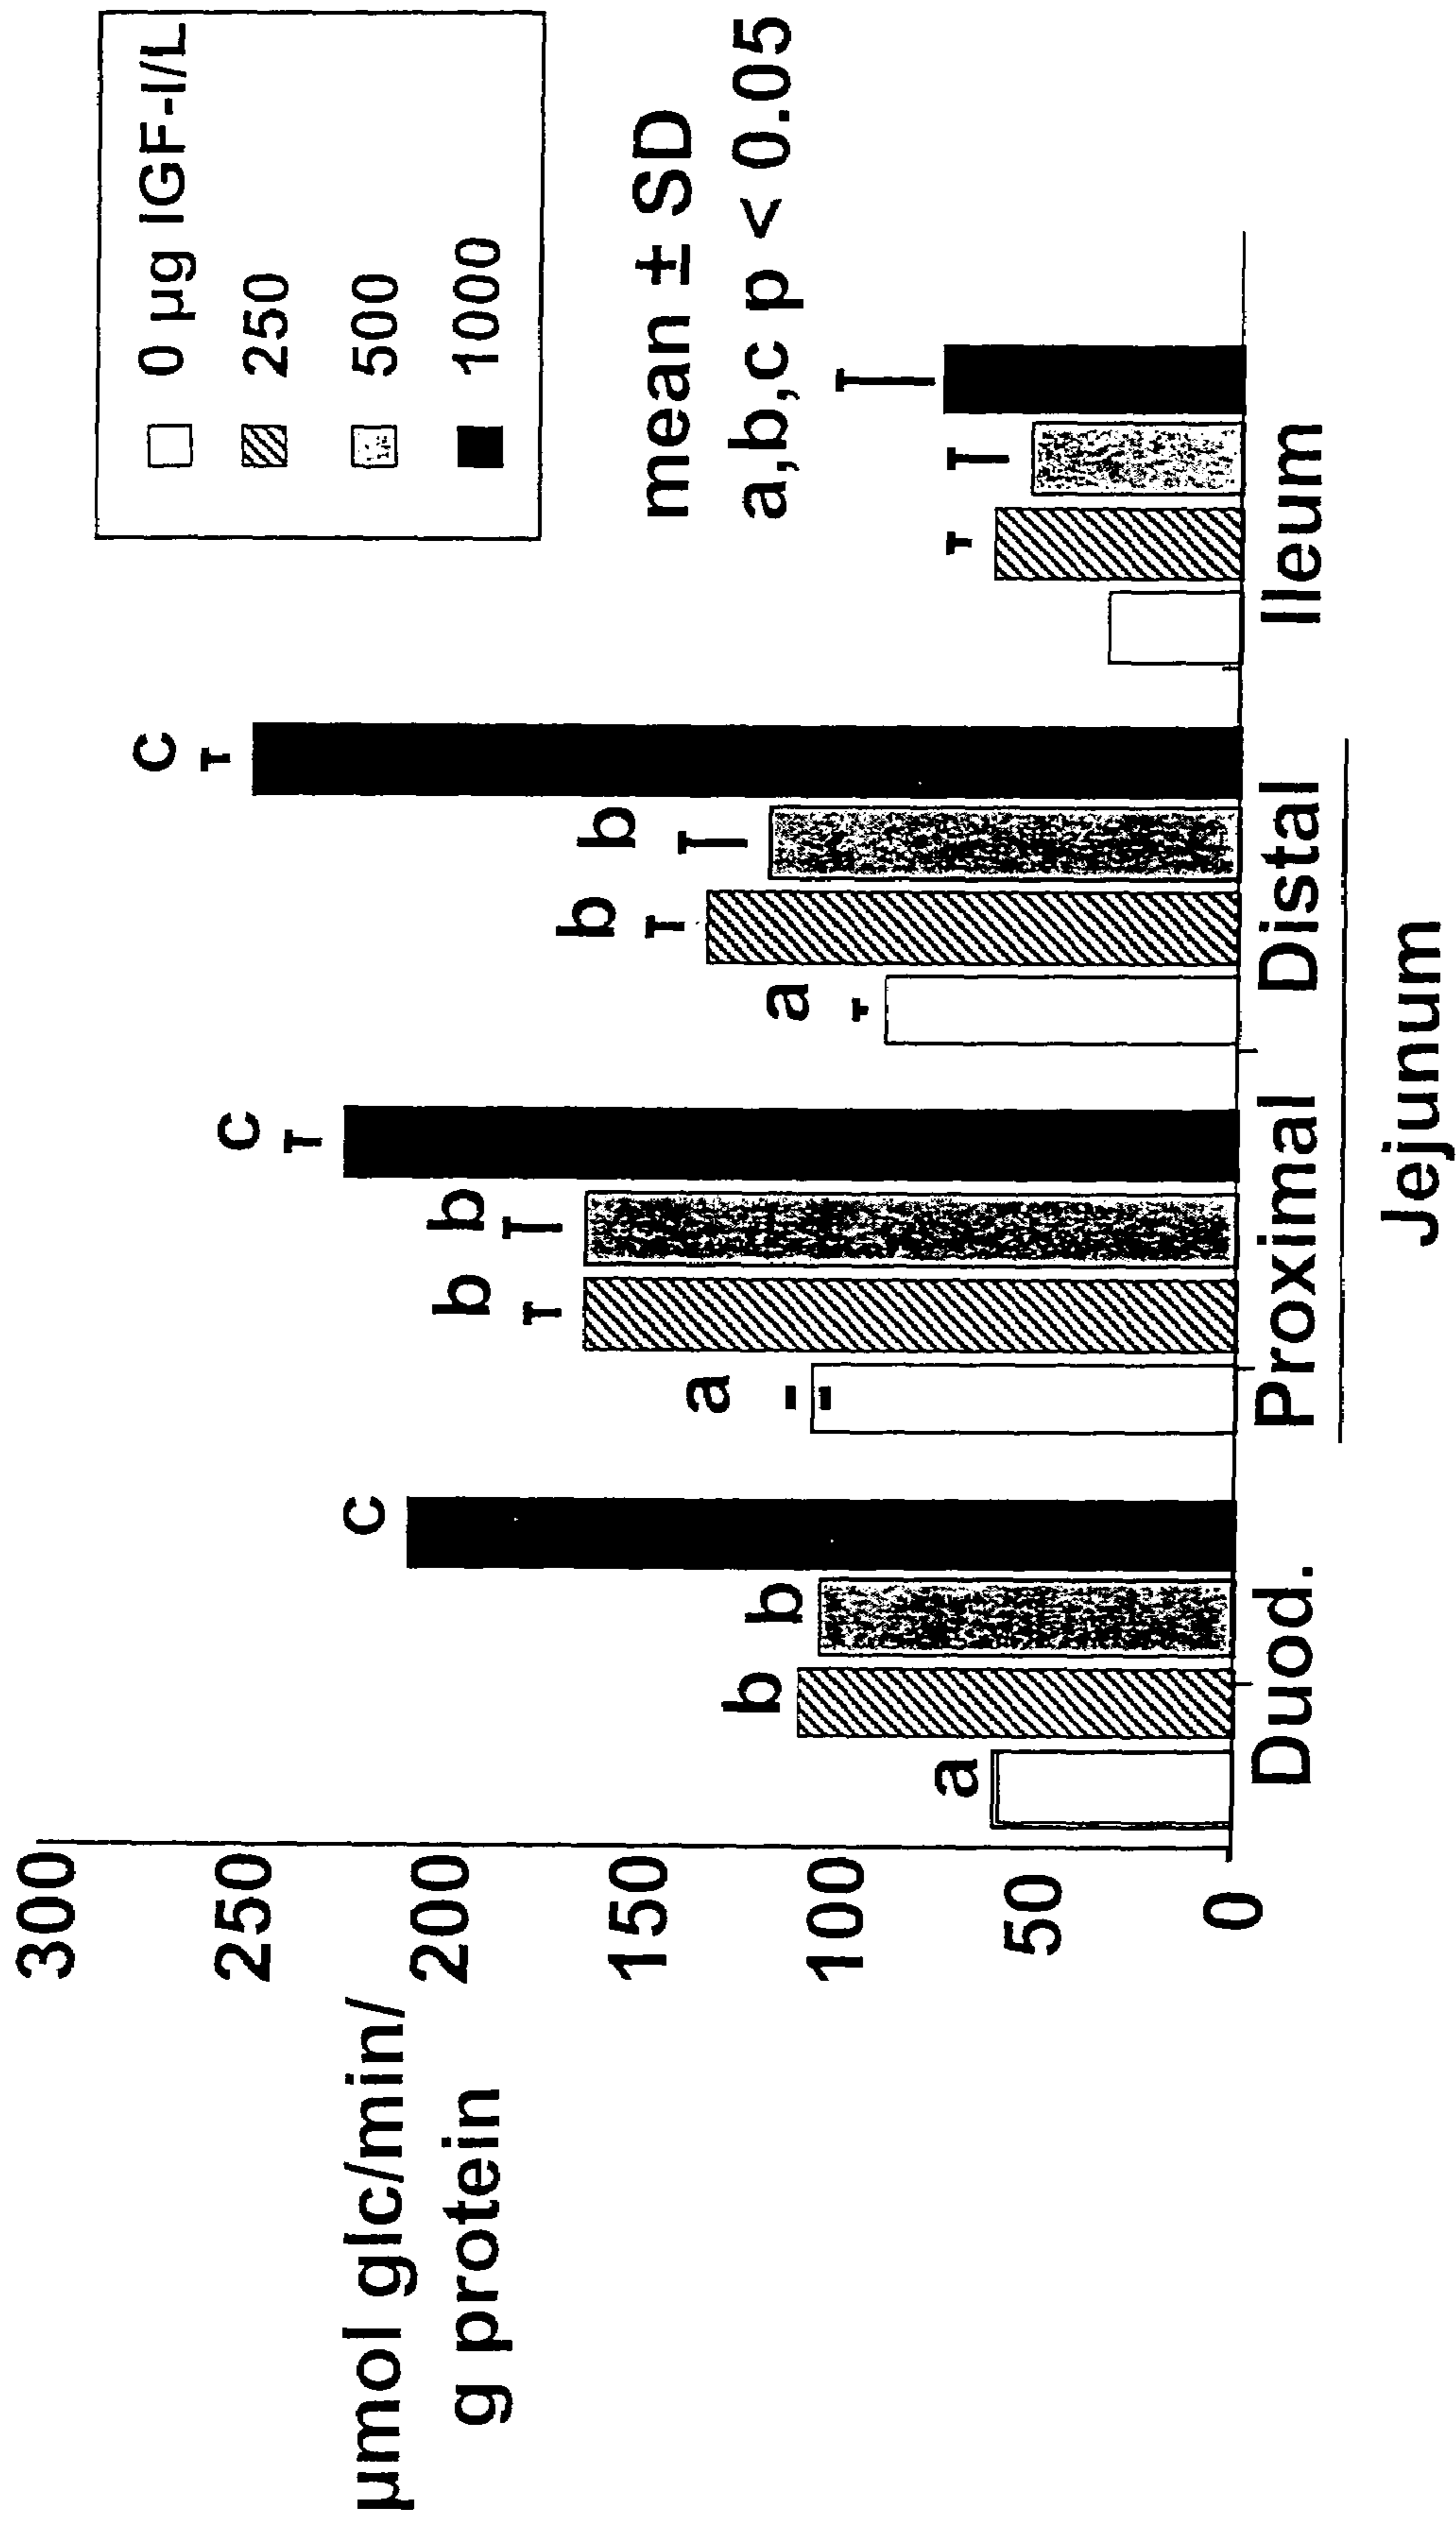 300
250
200
150
100
50
0
µmol glc/min/
g protein
0 µg IGF-I/L
250
500
1000
mean ± SD
a,b,c p < 0.05
a
b
b
c
a
b
b
c
a
b
b
c
Duod.
Proximal
Distal
Ileum
Jejunum